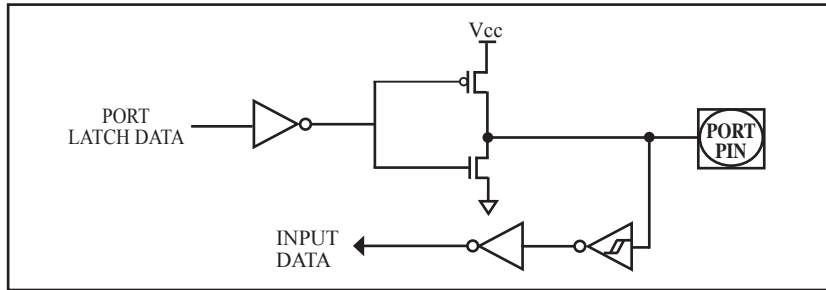 Vcc
PORT
LATCH DATA
PORT
PIN
INPUT
DATA